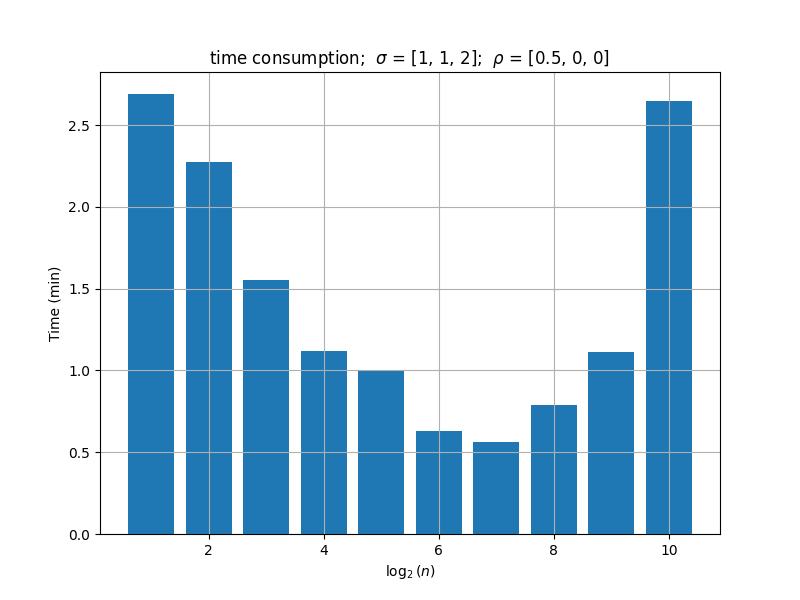 time consumption; σ = [1, 1, 2]; ρ = [0.5, 0, 0]
2.5
2.0
1.5
1.0
0.5
0.0
Time (min)
2 4 6 8 10
log₂(n)